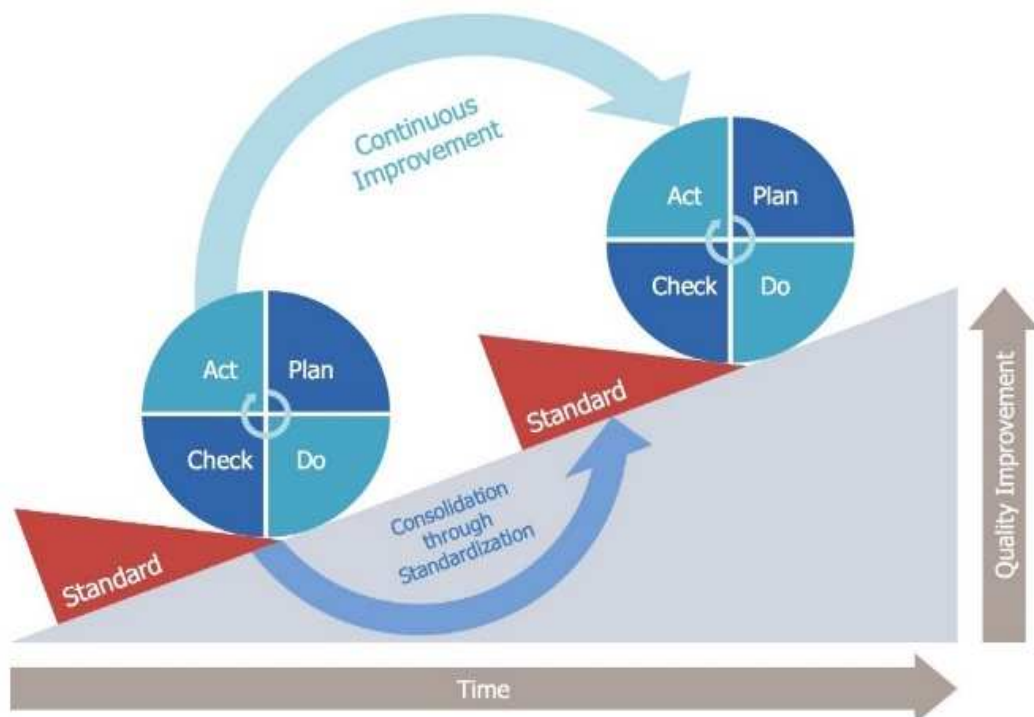 Continuous
Improvement
Act
Plan
Check
Do
Standard
Act
Plan
Check
Do
Standard
Consolidation
through
Standardization
Quality Improvement
Time